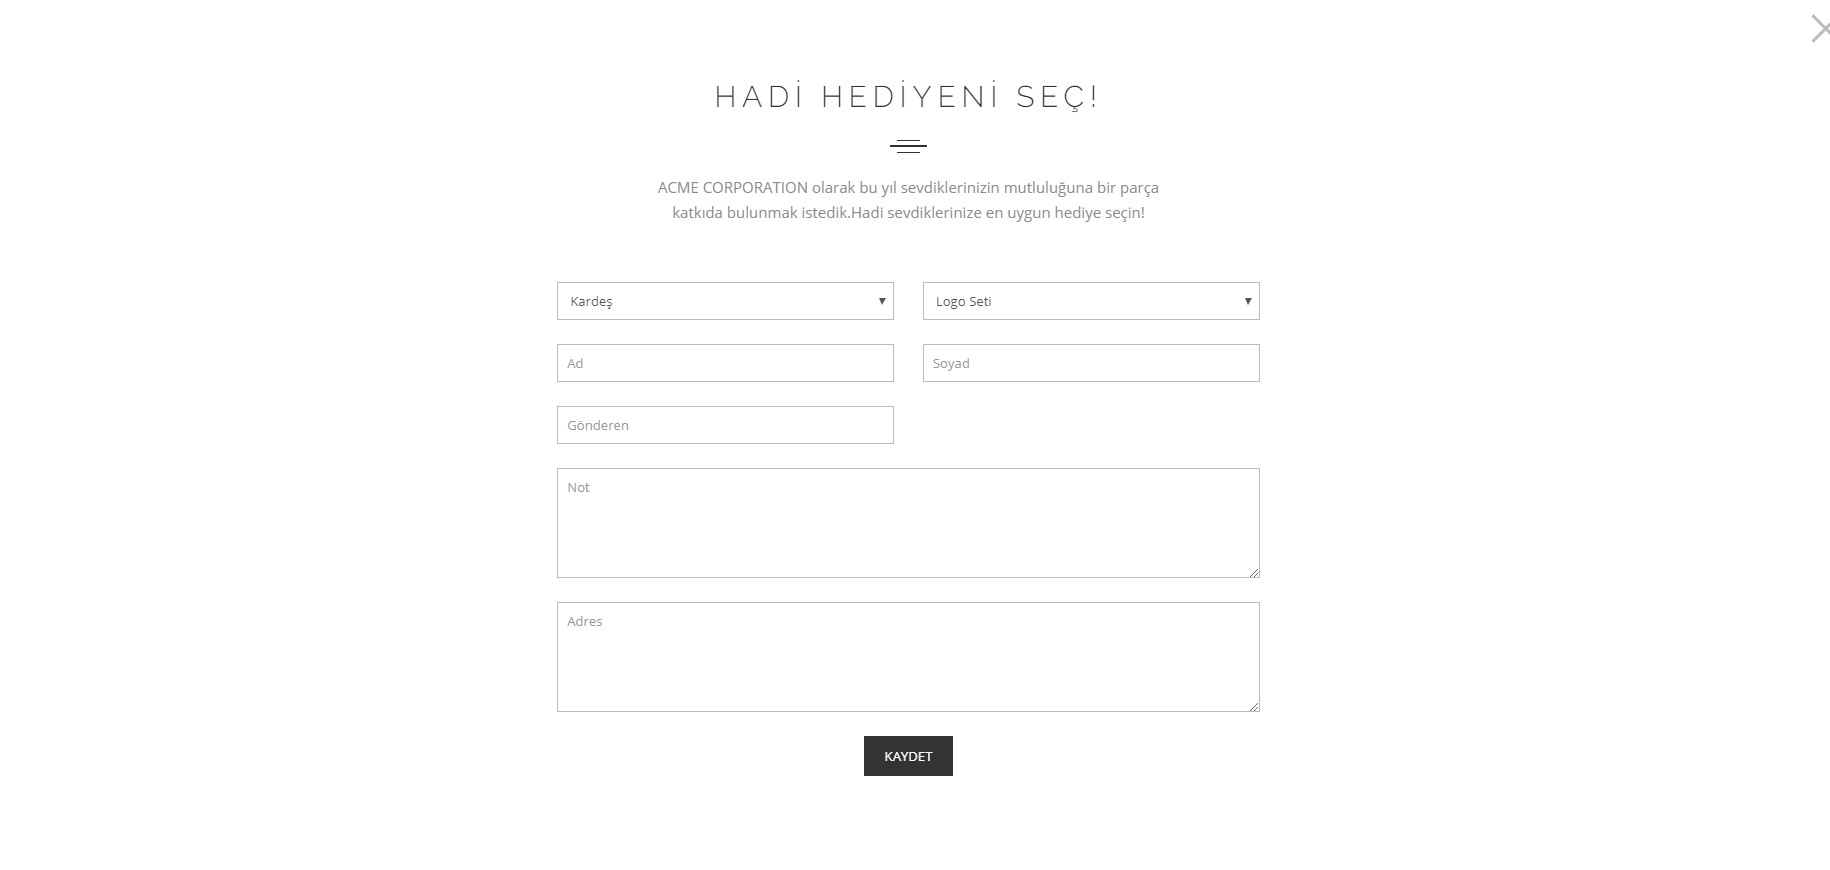 HADİ HEDİYENİ SEÇ!
ACME CORPORATION olarak bu yıl sevdiklerinizin mutluluğuna bir parça
katkıda bulunmak istedik.Hadi sevdiklerinize en uygun hediye seçin!
Kardeş
Logo Seti
Ad
Soyad
Gönderen
Not
Adres
KAYDET